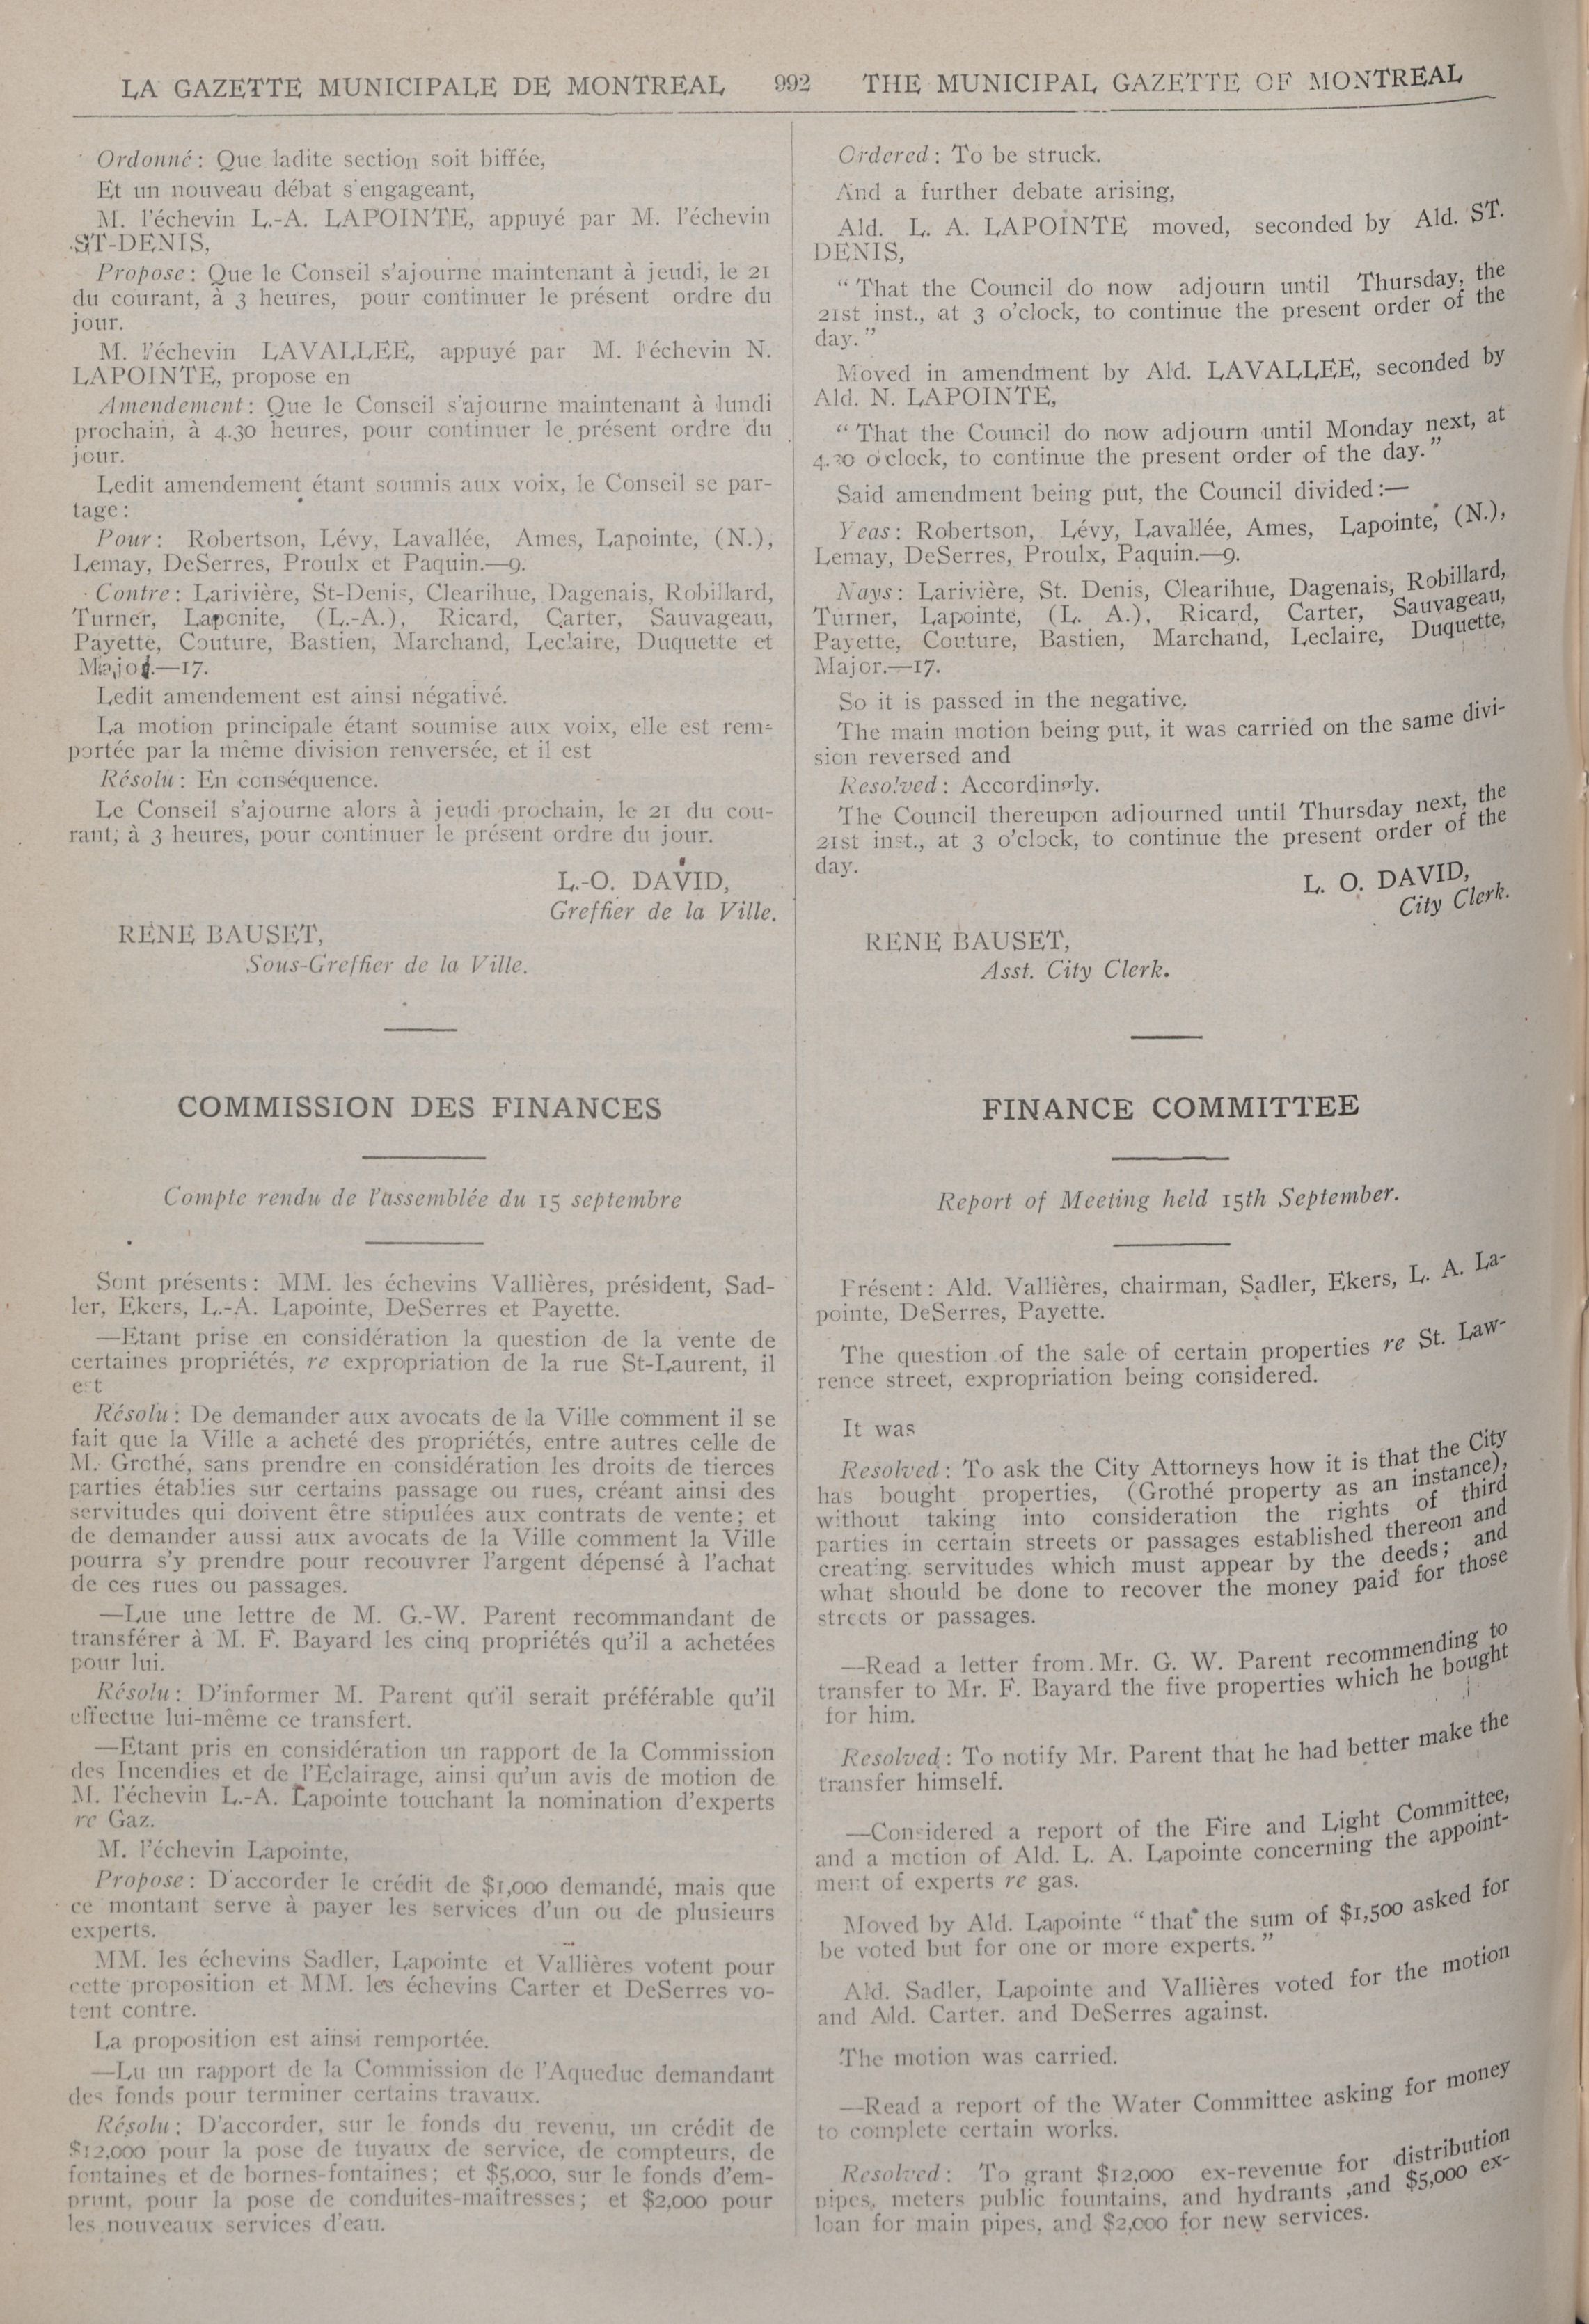 LA GAZETTE MUNICIPALE DE MONTREAL 992 THE MUNICIPAL GAZETTE OF MONTREAL
Ordonné: Que ladite section soit biffée,
Et un nouveau débat s'engageant,
M. l'échevin L.-A. LAPOINTE, appuyé par M. l'échevin
ST-DENIS,
Propose: Que le Conseil s'ajourne maintenant à jeudi, le 21
du courant, à 3 heures, pour continuer le présent ordre du
jour.
M. l'échevin LAVALLEE, appuyé par M. l'échevin N.
LAPOINTE, propose en
Amendement: Que le Conseil s'ajourne maintenant à lundi
prochain, à 4.30 heures, pour continuer le présent ordre du
jour.
Ledit amendement étant soumis aux voix, le Conseil se par-
tage:
Pour: Robertson, Lévy, Lavallée, Ames, Lapointe, (N.),
Lemay, DeSerres, Proulx et Paquin.—9.
Contre: Larivière, St-Denis, Clearihue, Dagenais, Robillard,
Turner, Laponite, (L.-A.), Ricard, Carter, Sauvageau,
Payette, Couture, Bastien, Marchand, Leclaire, Duquette et
Major.—17.
Ledit amendement est ainsi négativé.
La motion principale étant soumise aux voix, elle est rem-
portée par la même division renversée, et il est
Résolu: En conséquence.
Le Conseil s'ajourne alors à jeudi prochain, le 21 du cou-
rant, à 3 heures, pour continuer le présent ordre du jour.
L.-O. DAVID,
Greffier de la Ville.
RENE BAUSET,
Sous-Greffier de la Ville.
COMMISSION DES FINANCES
Compte rendu de l'assemblée du 15 septembre
Sont présents: MM. les échevins Vallières, président, Sad-
ler, Ekers, L.-A. Lapointe, DeSerres et Payette.
—Etant prise en considération la question de la vente de
certaines propriétés, re expropriation de la rue St-Laurent, il
est
Résolu: De demander aux avocats de la Ville comment il se
fait que la Ville a acheté des propriétés, entre autres celle de
M. Grothé, sans prendre en considération les droits de tierces
parties établies sur certains passage ou rues, créant ainsi des
servitudes qui doivent être stipulées aux contrats de vente; et
de demander aussi aux avocats de la Ville comment la Ville
pourra s'y prendre pour recouvrer l'argent dépensé à l'achat
de ces rues ou passages.
—Lue une lettre de M. G.-W. Parent recommandant de
transférer à M. F. Bayard les cinq propriétés qu'il a achetées
pour lui.
Résolu: D'informer M. Parent qu'il serait préférable qu'il
effectue lui-même ce transfert.
—Etant pris en considération un rapport de la Commission
des Incendies et de l'Eclairage, ainsi qu'un avis de motion de
M. l'échevin L.-A. Lapointe touchant la nomination d'experts
re Gaz.
M. l'échevin Lapointe,
Propose: D'accorder le crédit de $1,000 demandé, mais que
ce montant serve à payer les services d'un ou de plusieurs
experts.
MM. les échevins Sadler, Lapointe et Vallières votent pour
cette proposition et MM. les échevins Carter et DeSerres vo-
tent contre.
La proposition est ainsi remportée.
—Lu un rapport de la Commission de l'Aqueduc demandant
des fonds pour terminer certains travaux.
Résolu: D'accorder, sur le fonds du revenu, un crédit de
$12,000 pour la pose de tuyaux de service, de compteurs, de
fontaines et de bornes-fontaines; et $5,000, sur le fonds d'em-
prunt, pour la pose de conduites-maîtresses; et $2,000 pour
les nouveaux services d'eau.
Ordered: To be struck.
And a further debate arising,
Ald. L. A. LAPOINTE moved, seconded by Ald. ST.
DENIS,
"That the Council do now adjourn until Thursday, the
21st inst., at 3 o'clock, to continue the present order of the
day."
Moved in amendment by Ald. LAVALLEE, seconded by
Ald. N. LAPOINTE,
"That the Council do now adjourn until Monday next, at
4.30 o'clock, to continue the present order of the day."
Said amendment being put, the Council divided:—
Yeas: Robertson, Lévy, Lavallée, Ames, Lapointe, (N.),
Lemay, DeSerres, Proulx, Paquin.—9.
Nays: Larivière, St. Denis, Clearihue, Dagenais, Robillard,
Turner, Lapointe, (L. A.), Ricard, Carter, Sauvageau,
Payette, Couture, Bastien, Marchand, Leclaire, Duquette,
Major.—17.
So it is passed in the negative.
The main motion being put, it was carried on the same divi-
sion reversed and
Resolved: Accordingly.
The Council thereupon adjourned until Thursday next, the
21st inst., at 3 o'clock, to continue the present order of the
day.
L. O. DAVID,
City Clerk.
RENE BAUSET,
Asst. City Clerk.
FINANCE COMMITTEE
Report of Meeting held 15th September.
Présent: Ald. Vallières, chairman, Sadler, Ekers, L. A. La-
pointe, DeSerres, Payette.
The question of the sale of certain properties re St. Law-
rence street, expropriation being considered.
It was
Resolved: To ask the City Attorneys how it is that the City
has bought properties, (Grothé property as an instance),
without taking into consideration the rights of third
parties in certain streets or passages established thereon and
creating servitudes which must appear by the deeds; and
what should be done to recover the money paid for those
streets or passages.
—Read a letter from Mr. G. W. Parent recommending to
transfer to Mr. F. Bayard the five properties which he bought
for him.
Resolved: To notify Mr. Parent that he had better make the
transfer himself.
—Considered a report of the Fire and Light Committee,
and a motion of Ald. L. A. Lapointe concerning the appoint-
ment of experts re gas.
Moved by Ald. Lapointe "that the sum of $1,500 asked for
be voted but for one or more experts."
Ald. Sadler, Lapointe and Vallières voted for the motion
and Ald. Carter. and DeSerres against.
The motion was carried.
—Read a report of the Water Committee asking for money
to complete certain works.
Resolved: To grant $12,000 ex-revenue for distribution
pipes, meters public fountains, and hydrants ,and $5,000 ex-
loan for main pipes, and $2,000 for new services.